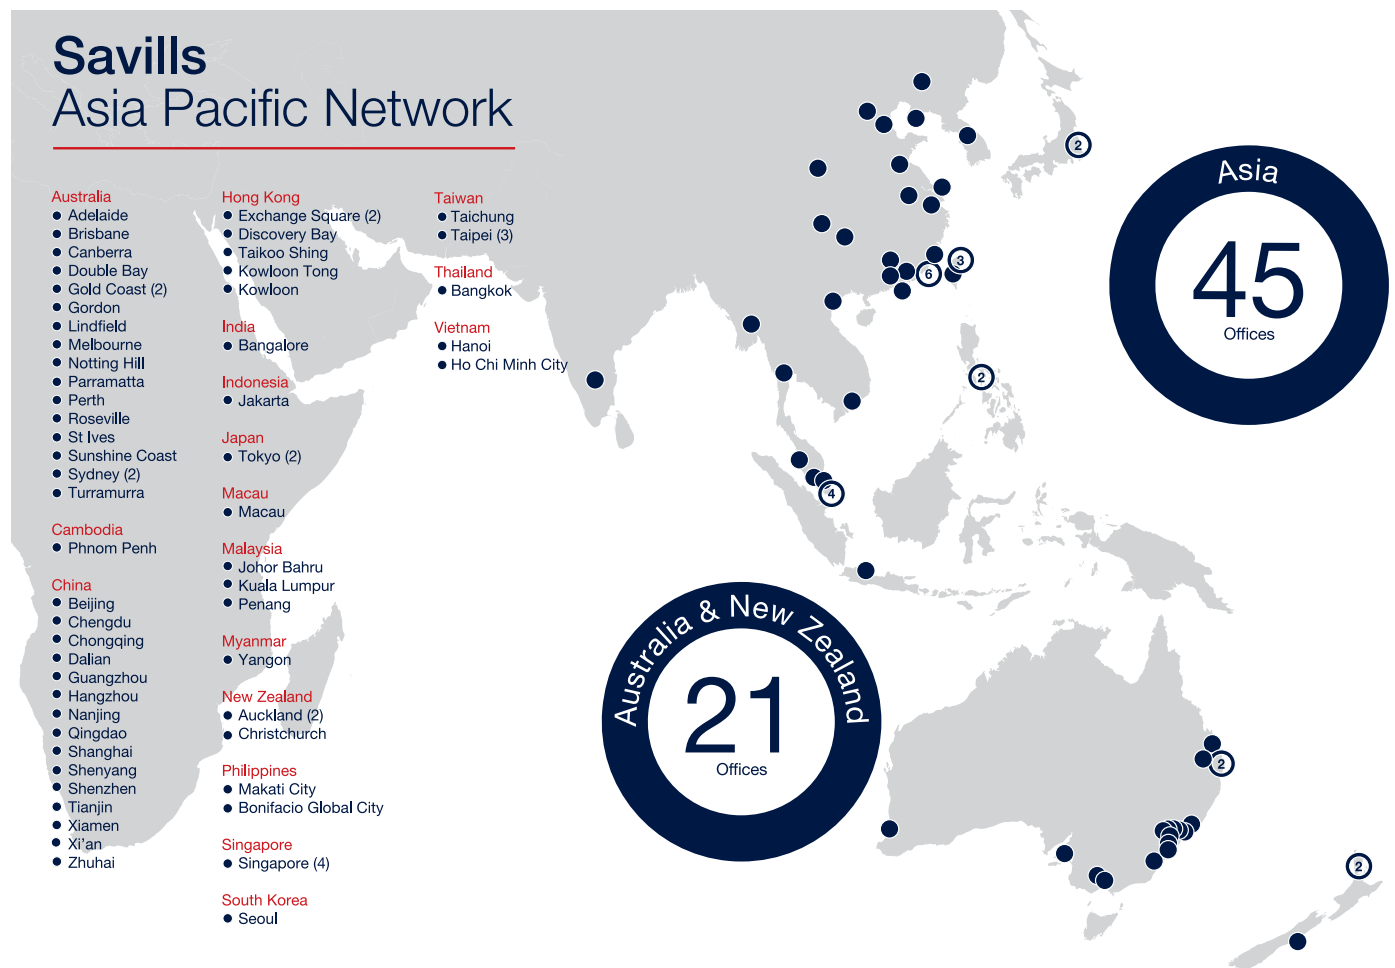 Savills
Asia Pacific Network
Australia
Adelaide
Brisbane
Canberra
Double Bay
Gold Coast (2)
Gordon
Lindfield
Melbourne
Notting Hill
Parramatta
Perth
Roseville
St Ives
Sunshine Coast
Sydney (2)
Turramurra
Cambodia
Phnom Penh
China
Beijing
Chengdu
Chongqing
Dalian
Guangzhou
Hangzhou
Nanjing
Qingdao
Shanghai
Shenyang
Shenzhen
Tianjin
Xiamen
Xi'an
Zhuhai
Hong Kong
Exchange Square (2)
Discovery Bay
Taikoo Shing
Kowloon Tong
Kowloon
India
Bangalore
Indonesia
Jakarta
Japan
Tokyo (2)
Macau
Macau
Malaysia
Johor Bahru
Kuala Lumpur
Penang
Myanmar
Yangon
New Zealand
Auckland (2)
Christchurch
Philippines
Makati City
Bonifacio Global City
Singapore
Singapore (4)
South Korea
Seoul
Taiwan
Taichung
Taipei (3)
Thailand
Bangkok
Vietnam
Hanoi
Ho Chi Minh City
2
3
6
2
4
2
2
Asia
45
Offices
Australia & New Zealand
21
Offices